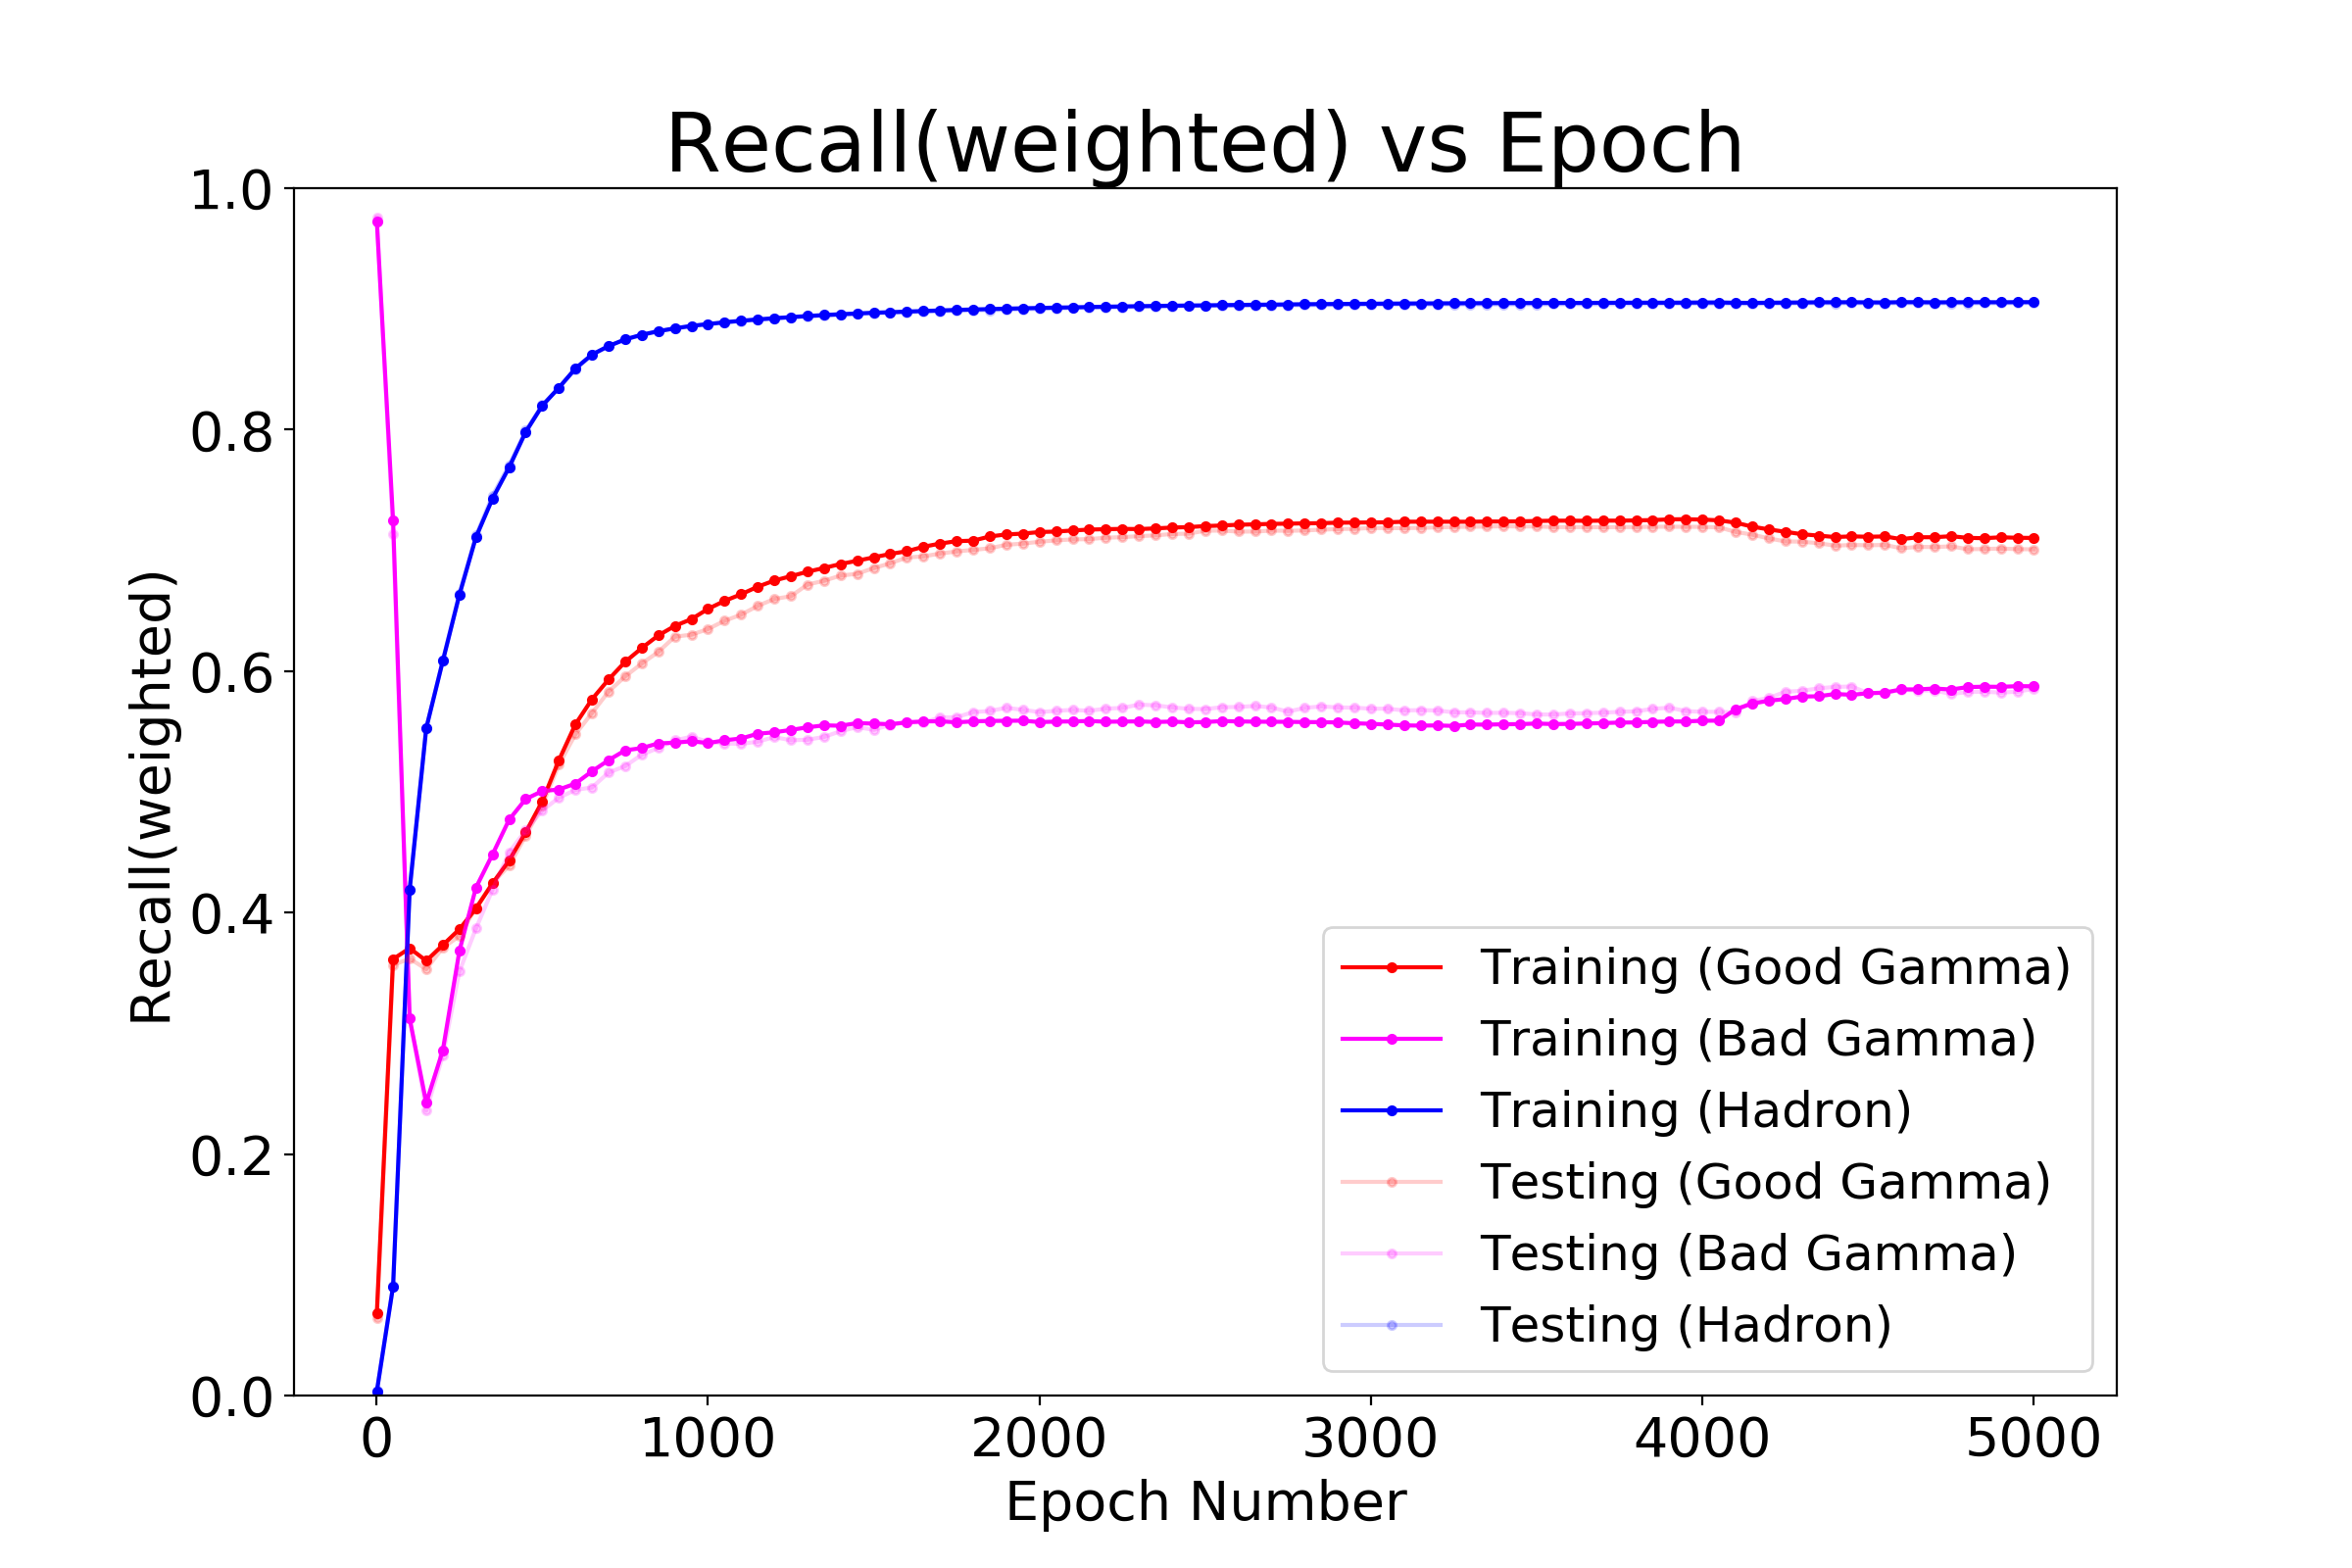 Recall(weighted) vs Epoch
1.0
0.8
0.6
0.4
0.2
0.0
Recall(weighted)
0 1000 2000 3000 4000 5000
Epoch Number
Training (Good Gamma)
Training (Bad Gamma)
Training (Hadron)
Testing (Good Gamma)
Testing (Bad Gamma)
Testing (Hadron)